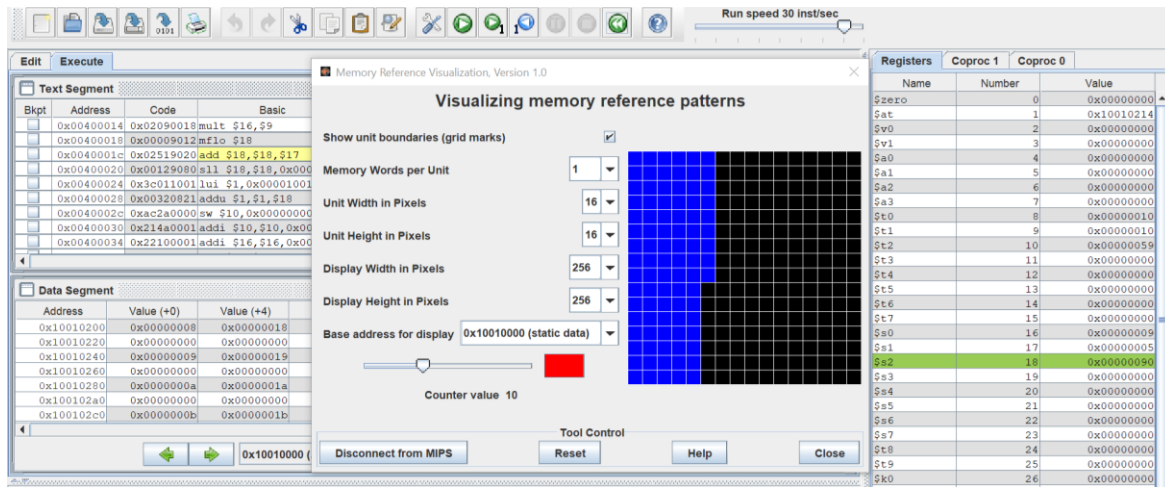 Run speed 30 inst/sec
0101
1
1
Edit Execute
Text Segment
Bkpt Address Code Basic
0x00400014 0x02090018 mult $16,$9
0x00400018 0x00009012 mflo $18
0x0040001c 0x02519020 add $18,$18,$17
0x00400020 0x00129080 sll $18,$18,0x000
0x00400024 0x3c011001 lui $1,0x00001001
0x00400028 0x00320821 addu $1,$1,$18
0x0040002c 0xac2a0000 sw $10,0x00000000
0x00400030 0x214a0001 addi $10,$10,0x00
0x00400034 0x22100001 addi $16,$16,0x00
Data Segment
Address Value (+0) Value (+4)
0x10010200 0x00000008 0x00000018
0x10010220 0x00000000 0x00000000
0x10010240 0x00000009 0x00000019
0x10010260 0x00000000 0x00000000
0x10010280 0x0000000a 0x0000001a
0x100102a0 0x00000000 0x00000000
0x100102c0 0x0000000b 0x0000001b
0x10010000 (
Memory Reference Visualization, Version 1.0
Visualizing memory reference patterns
Show unit boundaries (grid marks)
Memory Words per Unit 1
Unit Width in Pixels 16
Unit Height in Pixels 16
Display Width in Pixels 256
Display Height in Pixels 256
Base address for display 0x10010000 (static data)
Counter value 10
Tool Control
Disconnect from MIPS Reset Help Close
Registers Coproc 1 Coproc 0
Name Number Value
$zero 0 0x00000000
$at 1 0x10010214
$v0 2 0x00000000
$v1 3 0x00000000
$a0 4 0x00000000
$a1 5 0x00000000
$a2 6 0x00000000
$a3 7 0x00000000
$t0 8 0x00000010
$t1 9 0x00000010
$t2 10 0x00000059
$t3 11 0x00000000
$t4 12 0x00000000
$t5 13 0x00000000
$t6 14 0x00000000
$t7 15 0x00000000
$s0 16 0x00000009
$s1 17 0x00000005
$s2 18 0x00000090
$s3 19 0x00000000
$s4 20 0x00000000
$s5 21 0x00000000
$s6 22 0x00000000
$s7 23 0x00000000
$t8 24 0x00000000
$t9 25 0x00000000
$k0 26 0x00000000